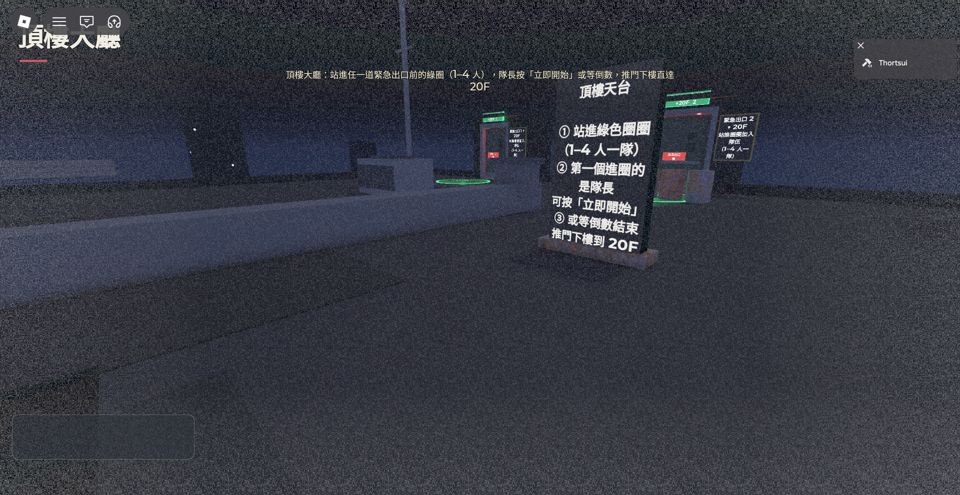 頂樓大廳
Thortsui
頂樓大廳：站進任一道緊急出口前的綠圈（1–4 人），隊長按「立即開始」或等倒數，推門下樓直達
20F
頂樓天台
① 站進綠色圈圈
（1–4 人一隊）
② 第一個進圈的
是隊長
可按「立即開始」
③ 或等倒數結束
推門下樓到 20F
緊急出口 2
站進圈圈加入
隊伍
（1–4 人一
隊）